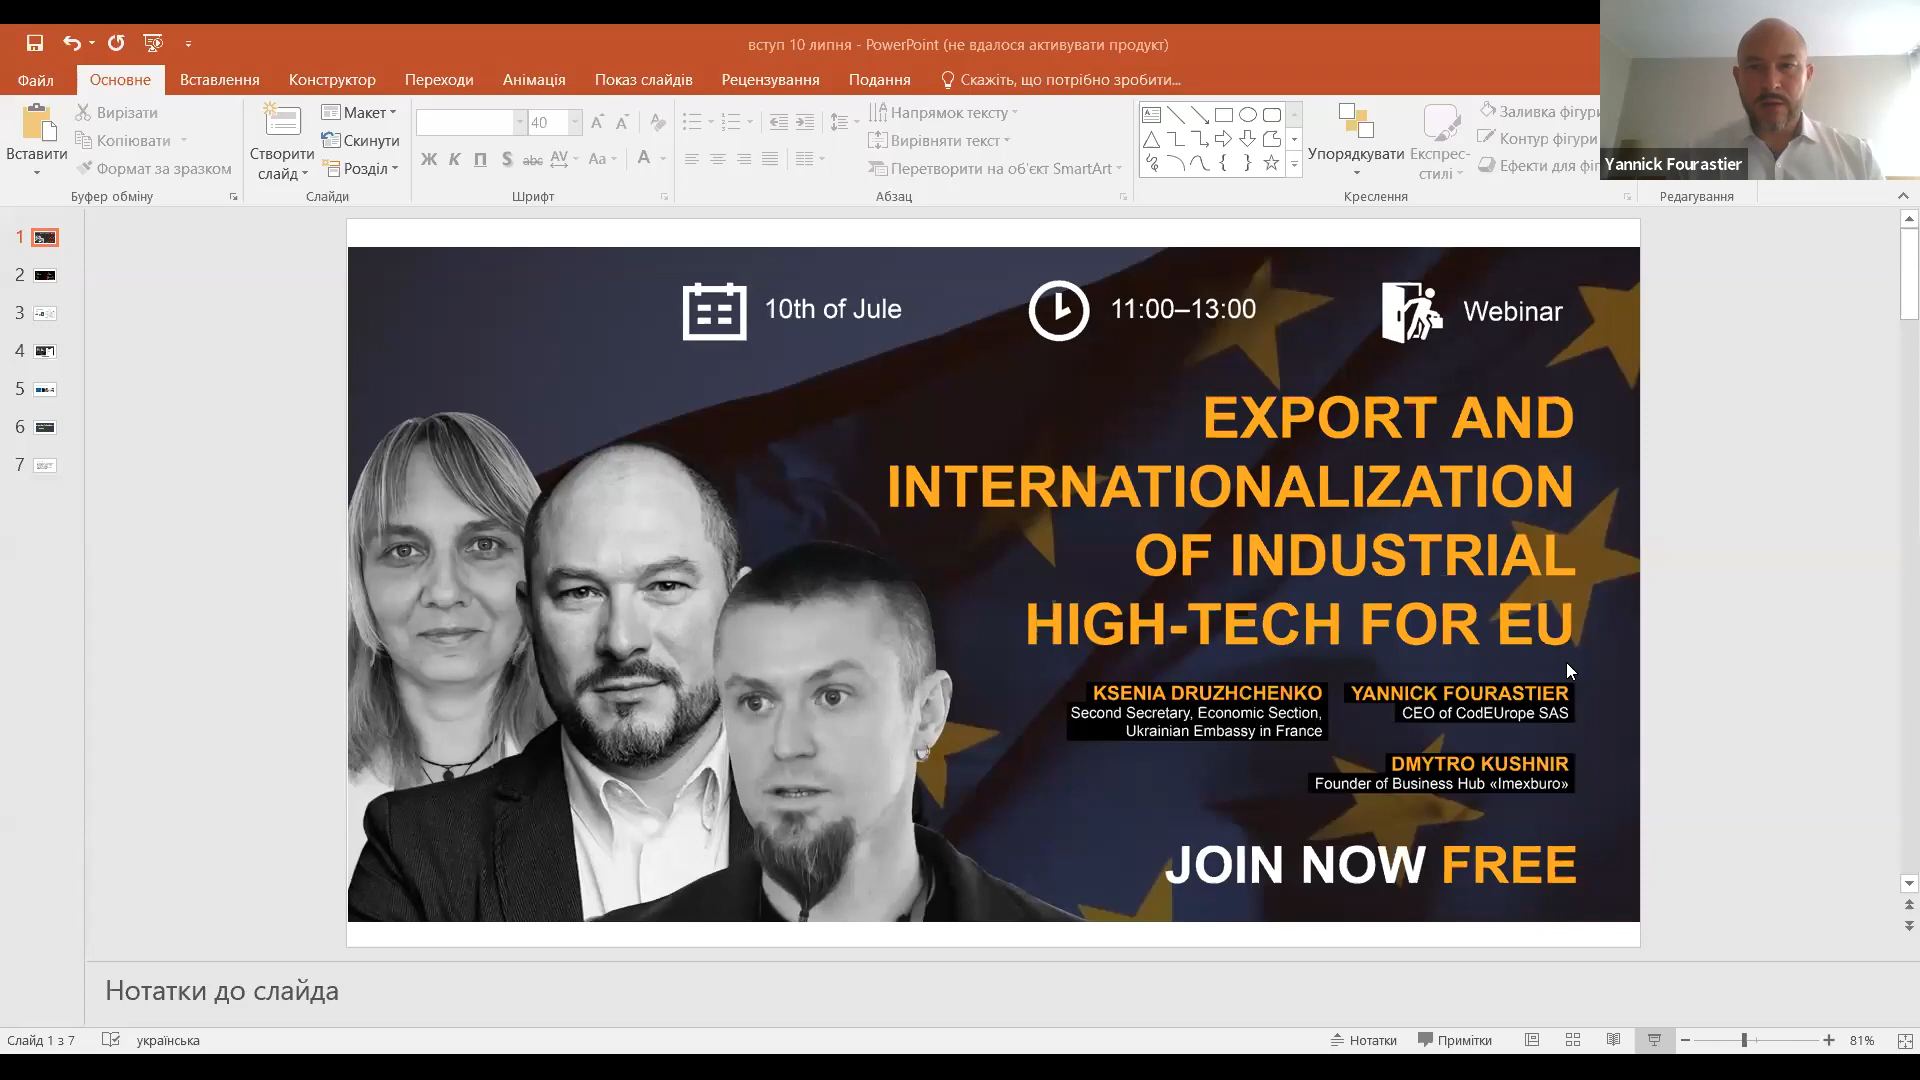 вступ 10 липня - PowerPoint (не вдалося активувати продукт)
Файл
Основне
Вставлення
Конструктор
Переходи
Анімація
Показ слайдів
Рецензування
Подання
Скажіть, що потрібно зробити...
Вставити
Вирізати
Копіювати
Формат за зразком
Буфер обміну
Створити
слайд
Макет
Скинути
Розділ
Слайди
40
Ж К П S abc AV Aa A
Шрифт
Напрямок тексту
Вирівняти текст
Перетворити на об'єкт SmartArt
Абзац
Упорядкувати
Експрес-
стилі
Заливка фігури
Контур фігури
Ефекти для фіг
Креслення
Редагування
Yannick Fourastier
1
2
3
4
5
6
7
10th of Jule
11:00–13:00
Webinar
EXPORT AND
INTERNATIONALIZATION
OF INDUSTRIAL
HIGH-TECH FOR EU
KSENIA DRUZHCHENKO
Second Secretary, Economic Section,
Ukrainian Embassy in France
YANNICK FOURASTIER
CEO of CodEUrope SAS
DMYTRO KUSHNIR
Founder of Business Hub «Imexburo»
JOIN NOW FREE
Нотатки до слайда
Слайд 1 з 7
українська
Нотатки
Примітки
81%